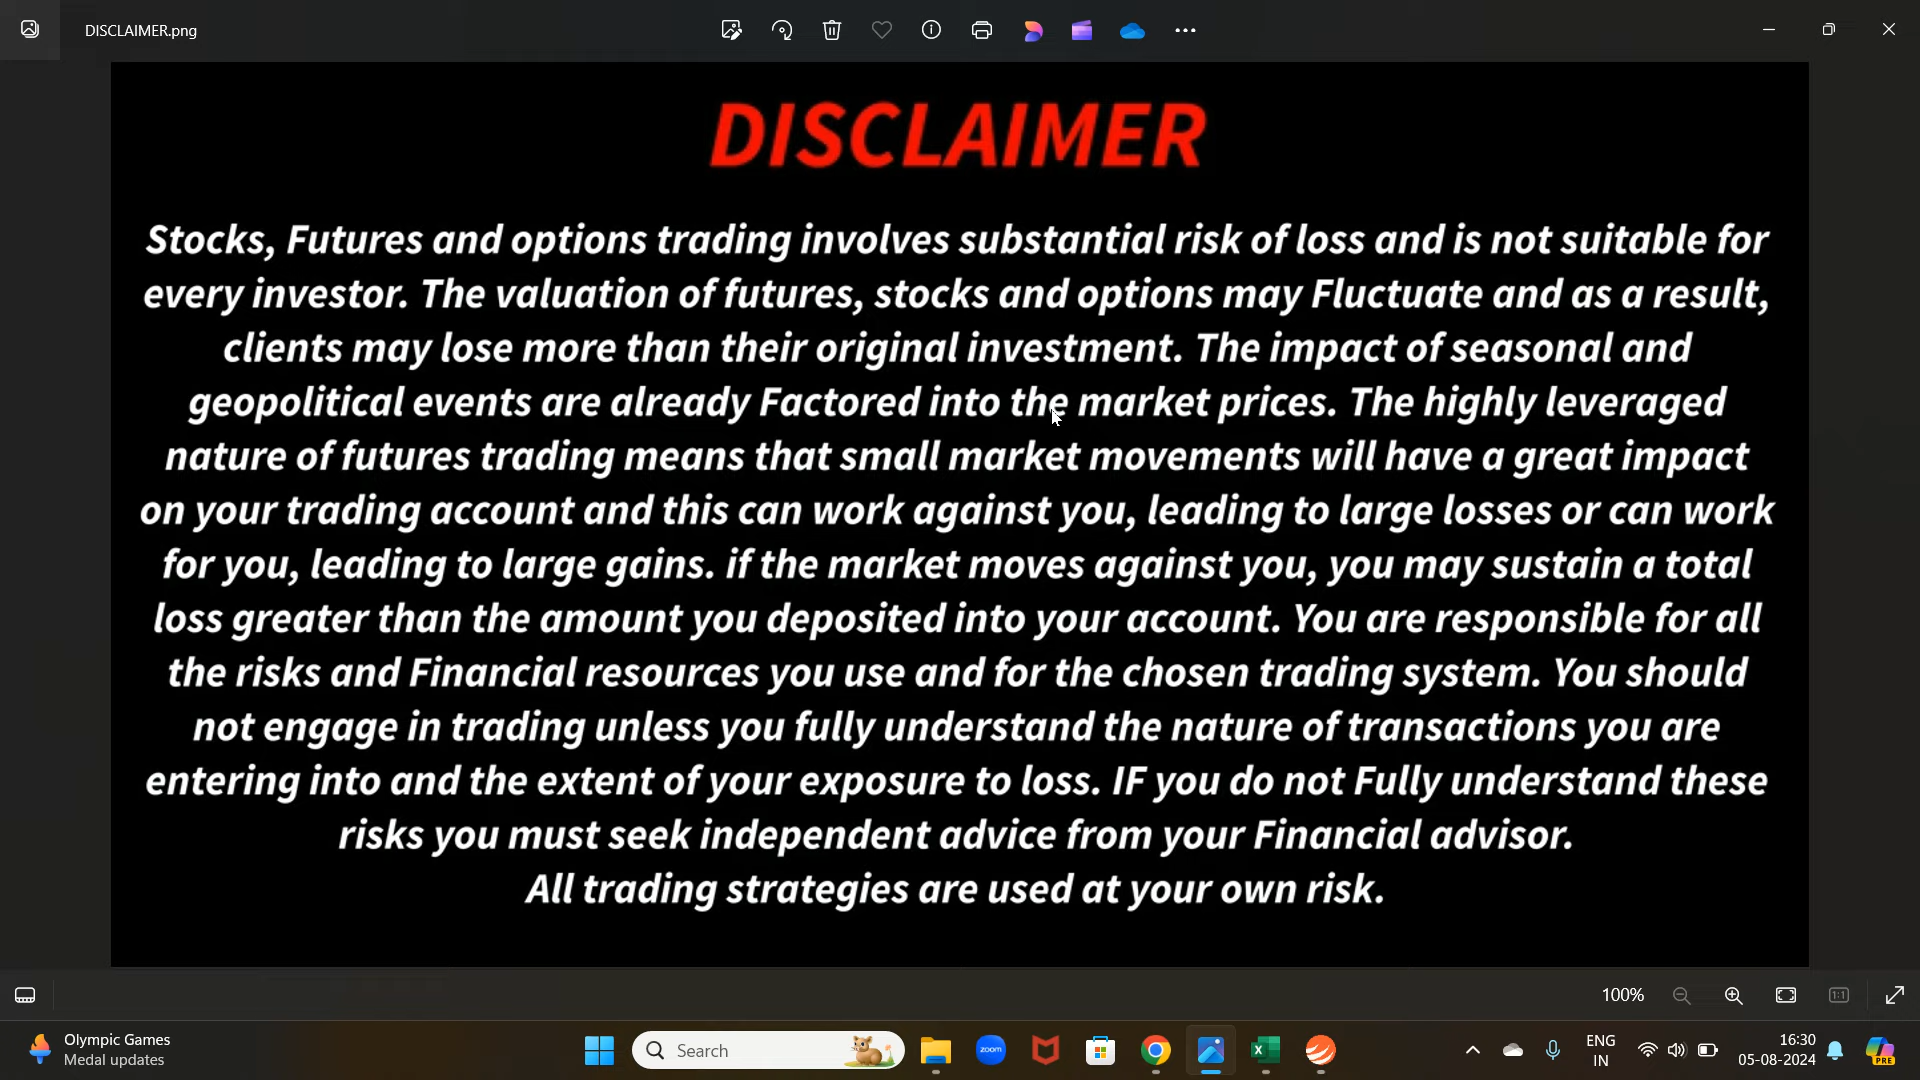 DISCLAIMER.png
DISCLAIMER
Stocks, Futures and options trading involves substantial risk of loss and is not suitable for
every investor. The valuation of futures, stocks and options may Fluctuate and as a result,
clients may lose more than their original investment. The impact of seasonal and
geopolitical events are already Factored into the market prices. The highly leveraged
nature of futures trading means that small market movements will have a great impact
on your trading account and this can work against you, leading to large losses or can work
for you, leading to large gains. if the market moves against you, you may sustain a total
loss greater than the amount you deposited into your account. You are responsible for all
the risks and Financial resources you use and for the chosen trading system. You should
not engage in trading unless you fully understand the nature of transactions you are
entering into and the extent of your exposure to loss. IF you do not Fully understand these
risks you must seek independent advice from your Financial advisor.
All trading strategies are used at your own risk.
100%
1:1
Olympic Games
Medal updates
Search
zoom
ENG
IN
16:30
05-08-2024
PRE